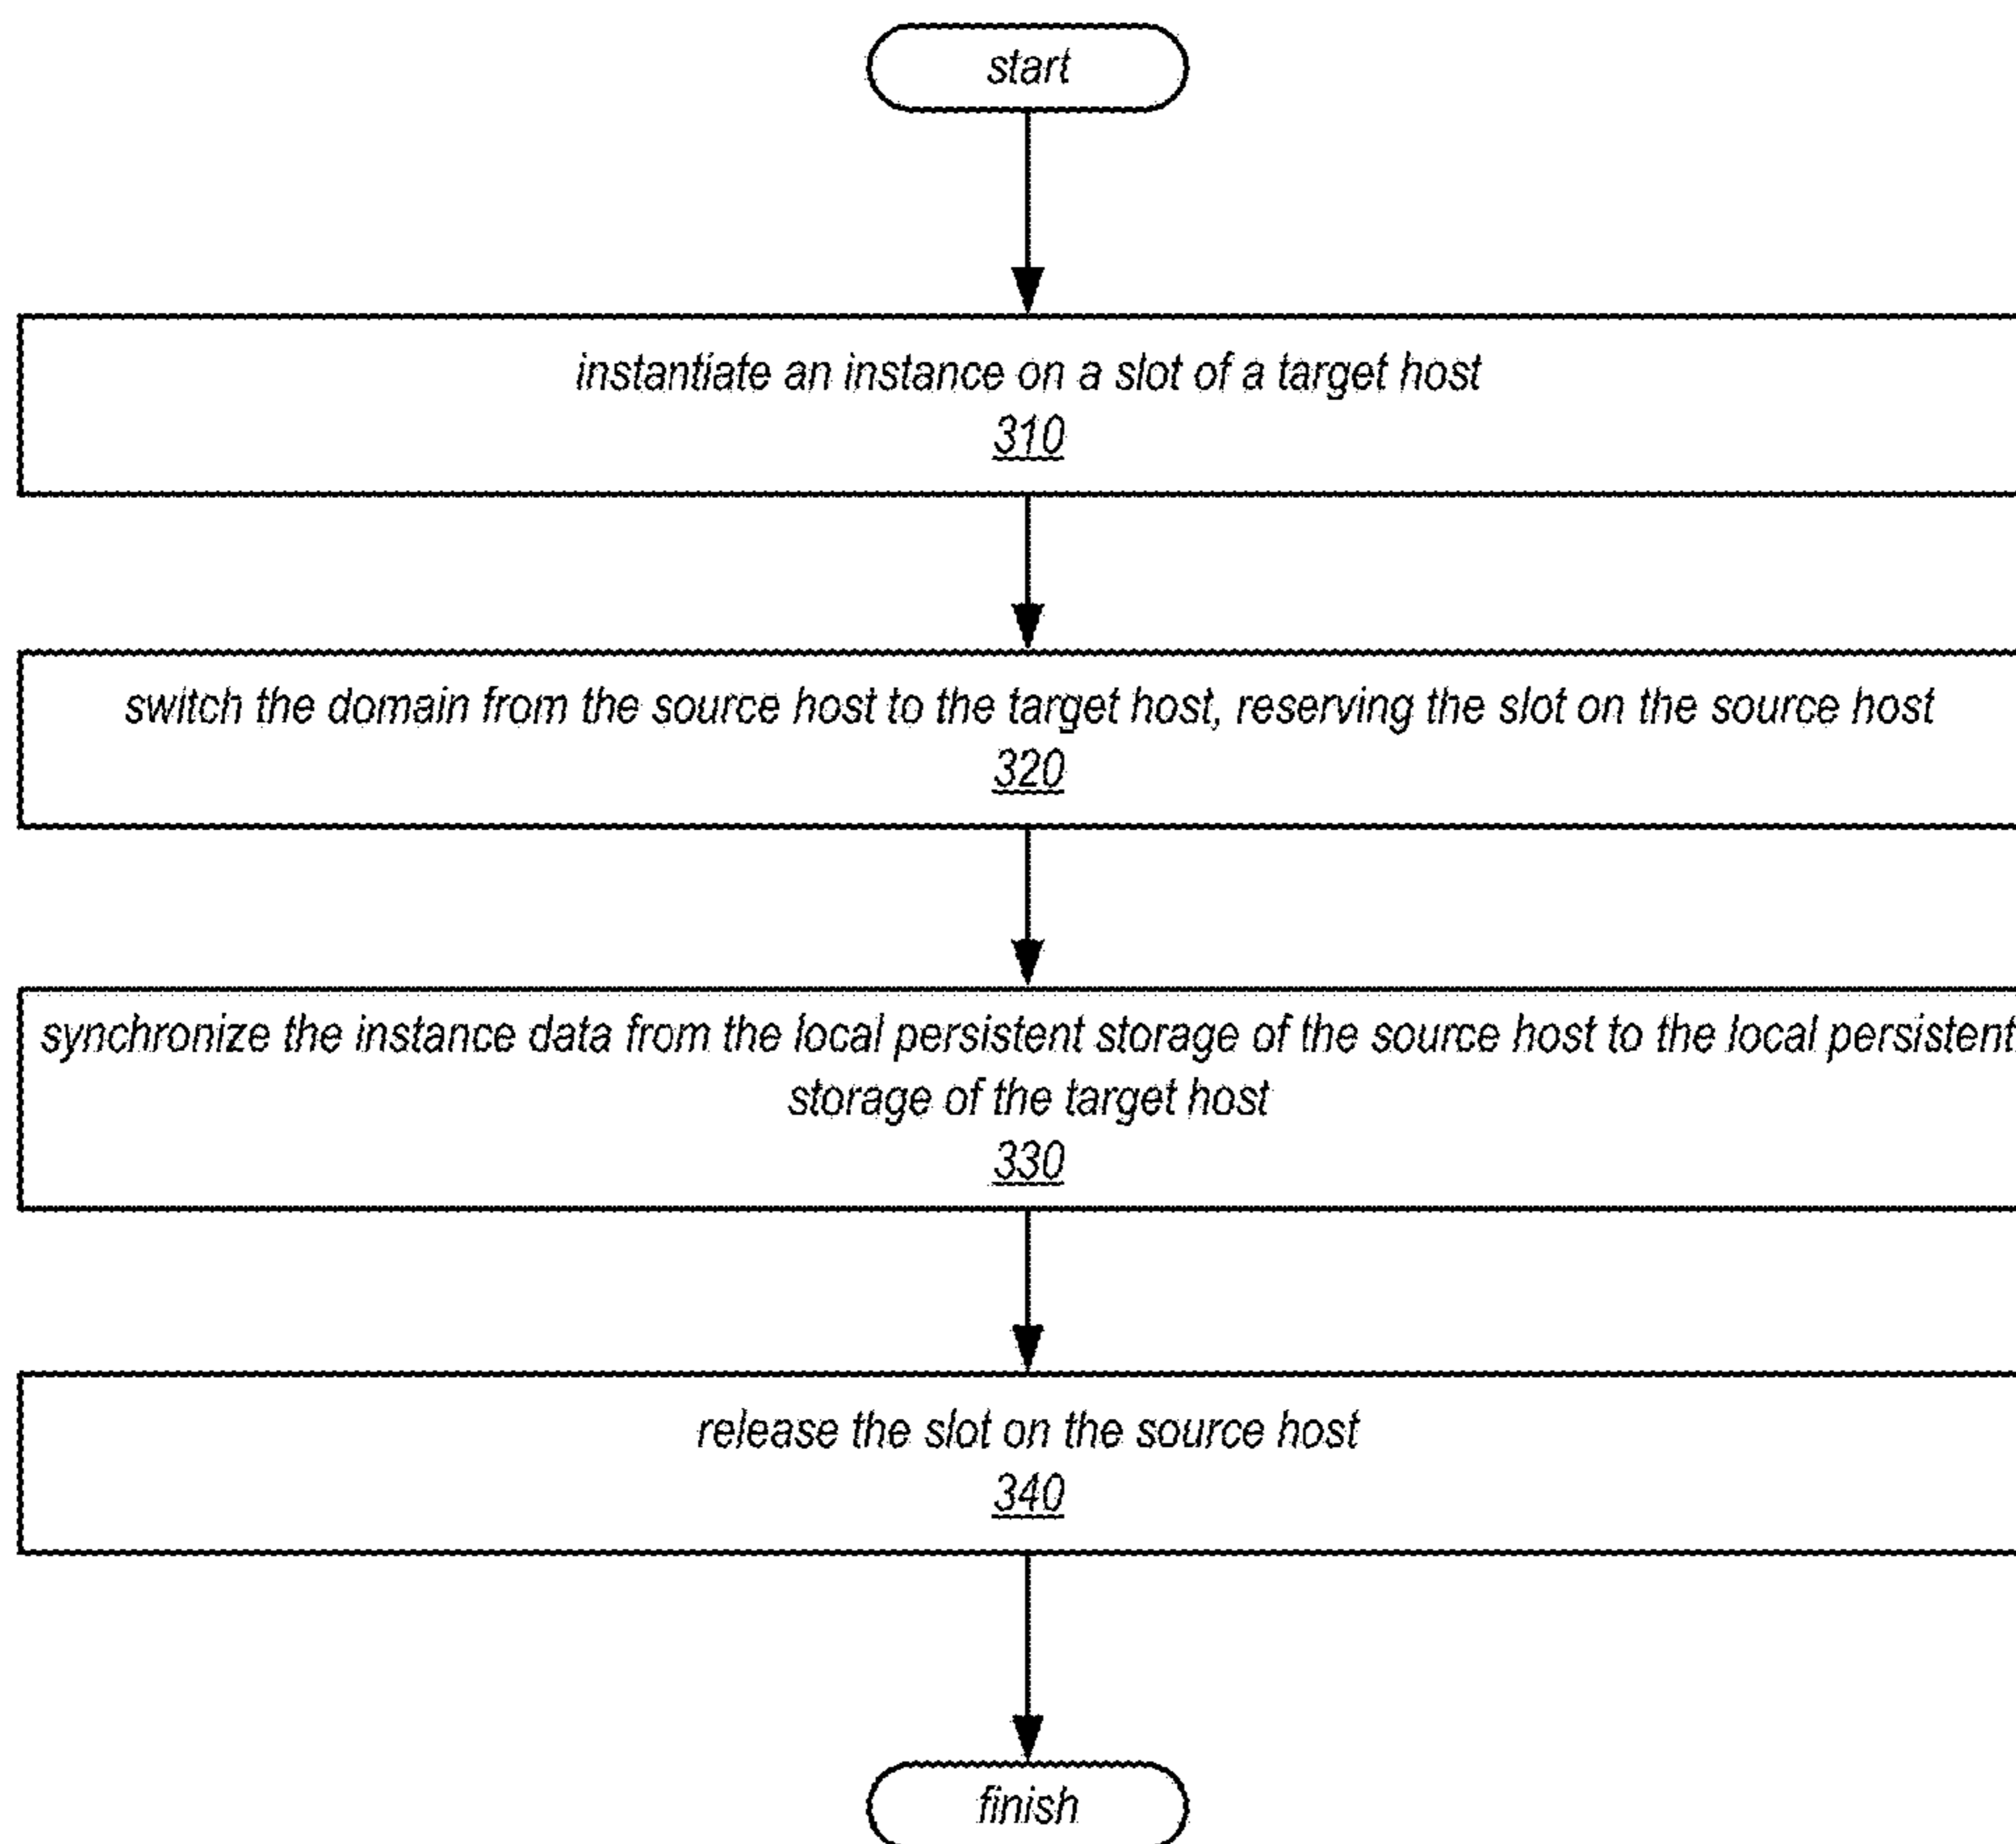 start
instantiate an instance on a slot of a target host
310
switch the domain from the source host to the target host, reserving the slot on the source host
320
synchronize the instance data from the local persistent storage of the source host to the local persistent
storage of the target host
330
release the slot on the source host
340
finish